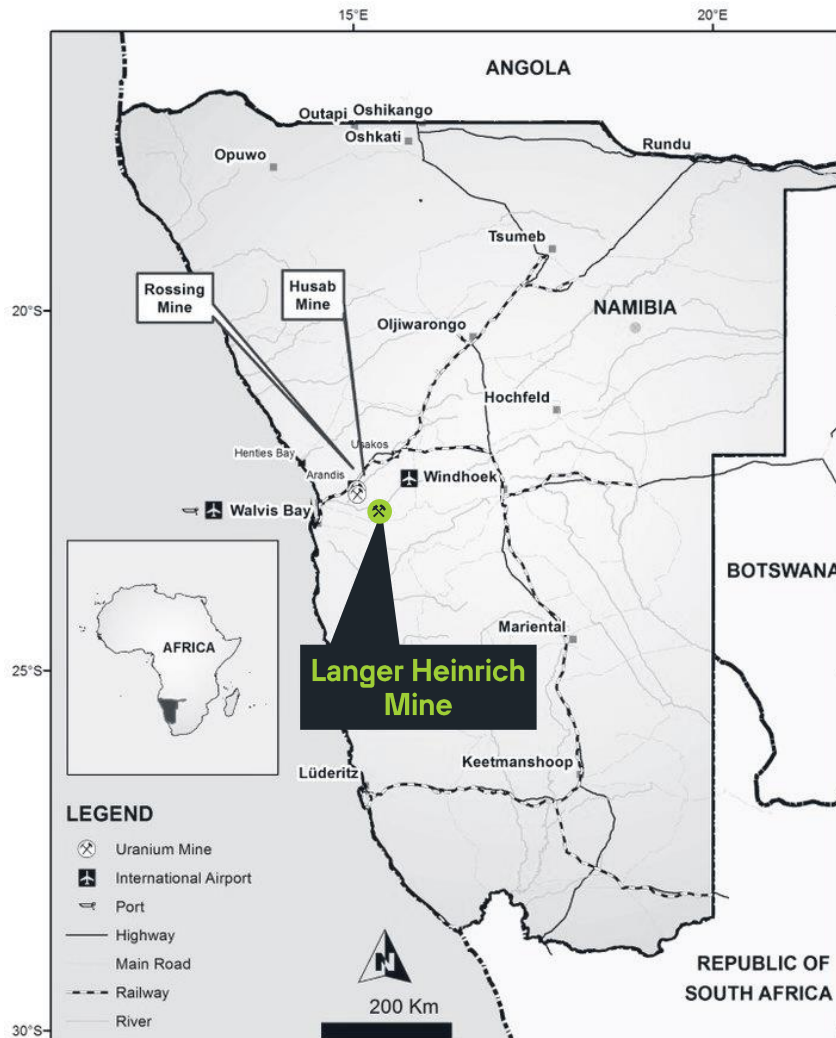 15°E
20°E
ANGOLA
Outapi
Oshikango
Oshkati
Opuwo
Rundu
Tsumeb
Rossing
Mine
Husab
Mine
20°S
NAMIBIA
Oljiwarongo
Hochfeld
Usakos
Henties Bay
Arandis
Windhoek
Walvis Bay
BOTSWANA
AFRICA
Mariental
Langer Heinrich
Mine
25°S
Keetmanshoop
Lüderitz
LEGEND
Uranium Mine
International Airport
Port
Highway
Main Road
Railway
River
N
200 Km
REPUBLIC OF
SOUTH AFRICA
30°S